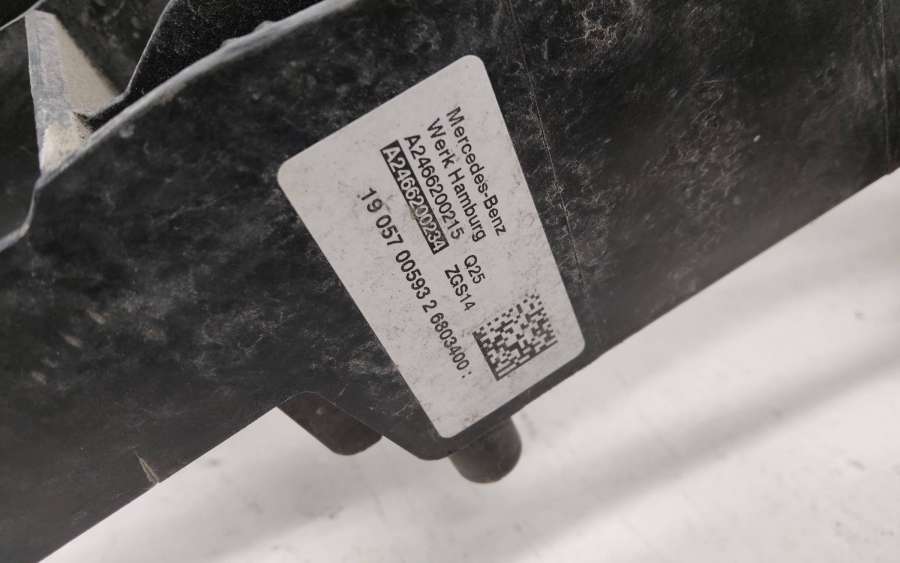 Mercedes-Benz
Werk Hamburg
A2466200215 Q25
A2466200234 ZGS14
19 057 00593 2 6803400 :